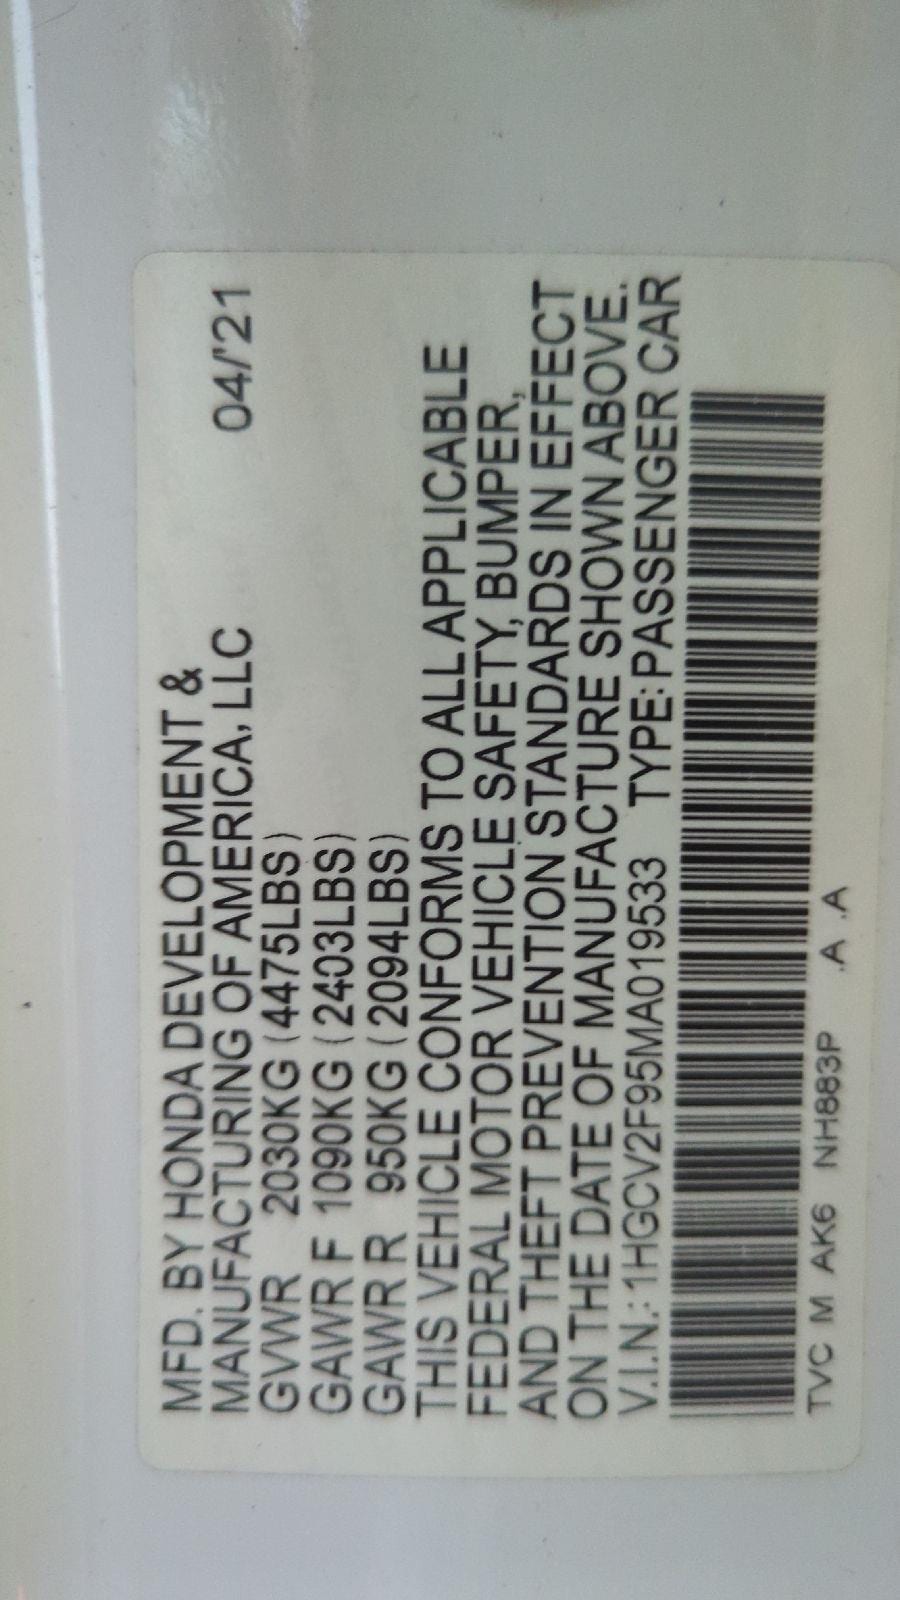 MFD. BY HONDA DEVELOPMENT &
MANUFACTURING OF AMERICA, LLC 04/'21
GVWR 2030KG (4475LBS)
GAWR F 1090KG (2403LBS)
GAWR R 950KG (2094LBS)
THIS VEHICLE CONFORMS TO ALL APPLICABLE
FEDERAL MOTOR VEHICLE SAFETY, BUMPER,
AND THEFT PREVENTION STANDARDS IN EFFECT
ON THE DATE OF MANUFACTURE SHOWN ABOVE.
V.I.N.: 1HGCV2F95MA019533 TYPE: PASSENGER CAR
TVC M AK6 NH883P .A .A